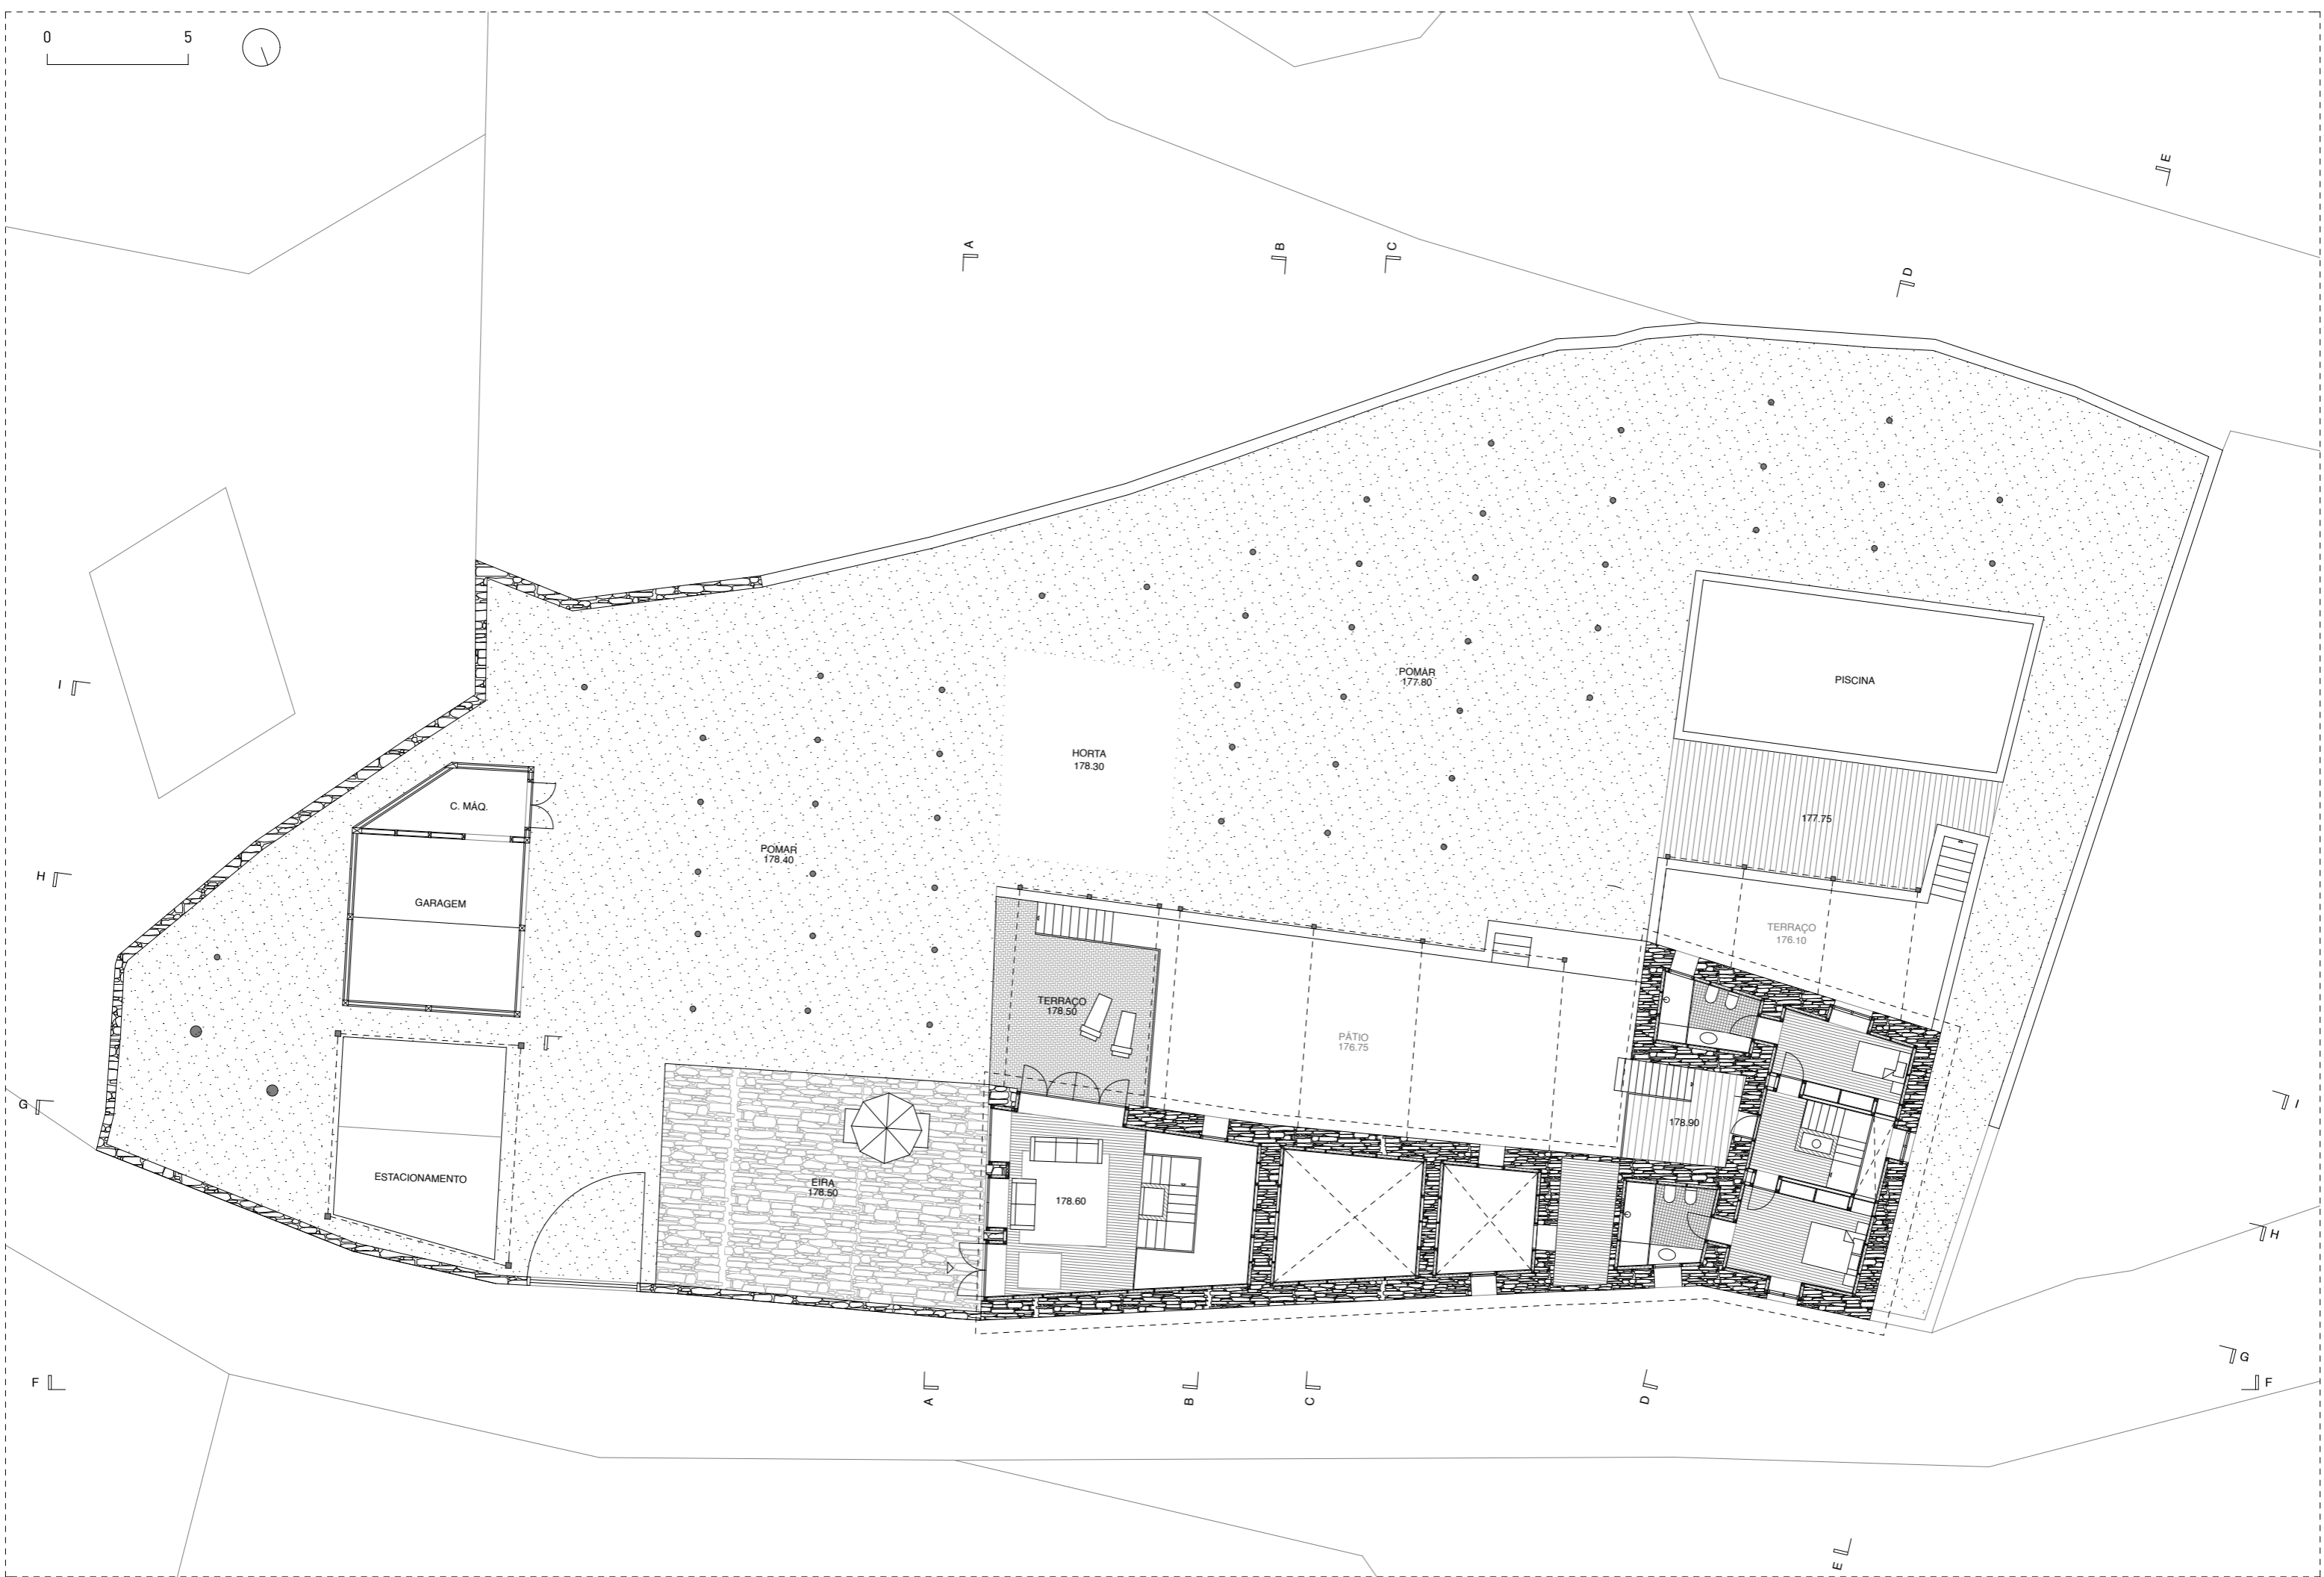 0 5
E
A
B
C
D
I
POMAR
177.80
PISCINA
HORTA
178.30
C. MÁQ.
177.75
POMAR
178.40
H
GARAGEM
TERRAÇO
176.10
TERRAÇO
178.50
PÁTIO
176.75
G
I
178.90
ESTACIONAMENTO
EIRA
178.50
178.60
H
G
F
F
A
B
C
D
E